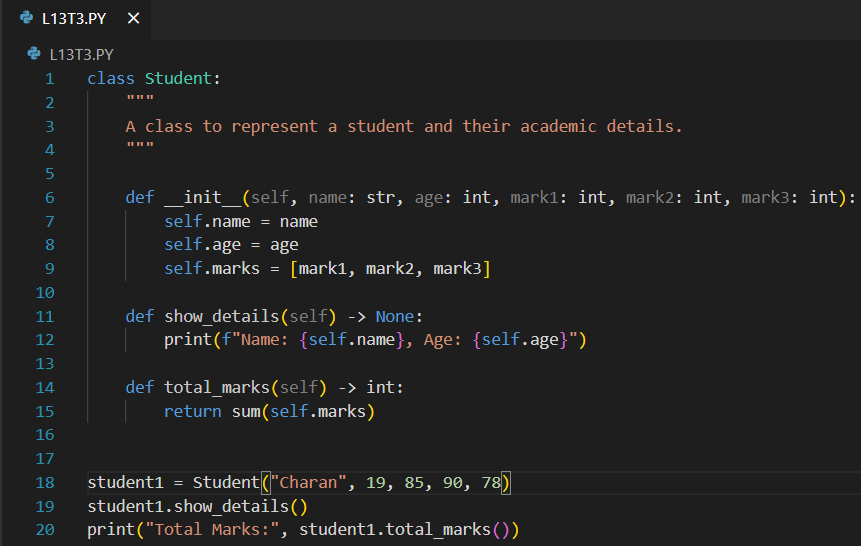 L13T3.PY ×
L13T3.PY
1 class Student:
2     """
3     A class to represent a student and their academic details.
4     """
5
6     def __init__(self, name: str, age: int, mark1: int, mark2: int, mark3: int):
7         self.name = name
8         self.age = age
9         self.marks = [mark1, mark2, mark3]
10
11     def show_details(self) -> None:
12         print(f"Name: {self.name}, Age: {self.age}")
13
14     def total_marks(self) -> int:
15         return sum(self.marks)
16
17
18 student1 = Student("Charan", 19, 85, 90, 78)
19 student1.show_details()
20 print("Total Marks:", student1.total_marks())